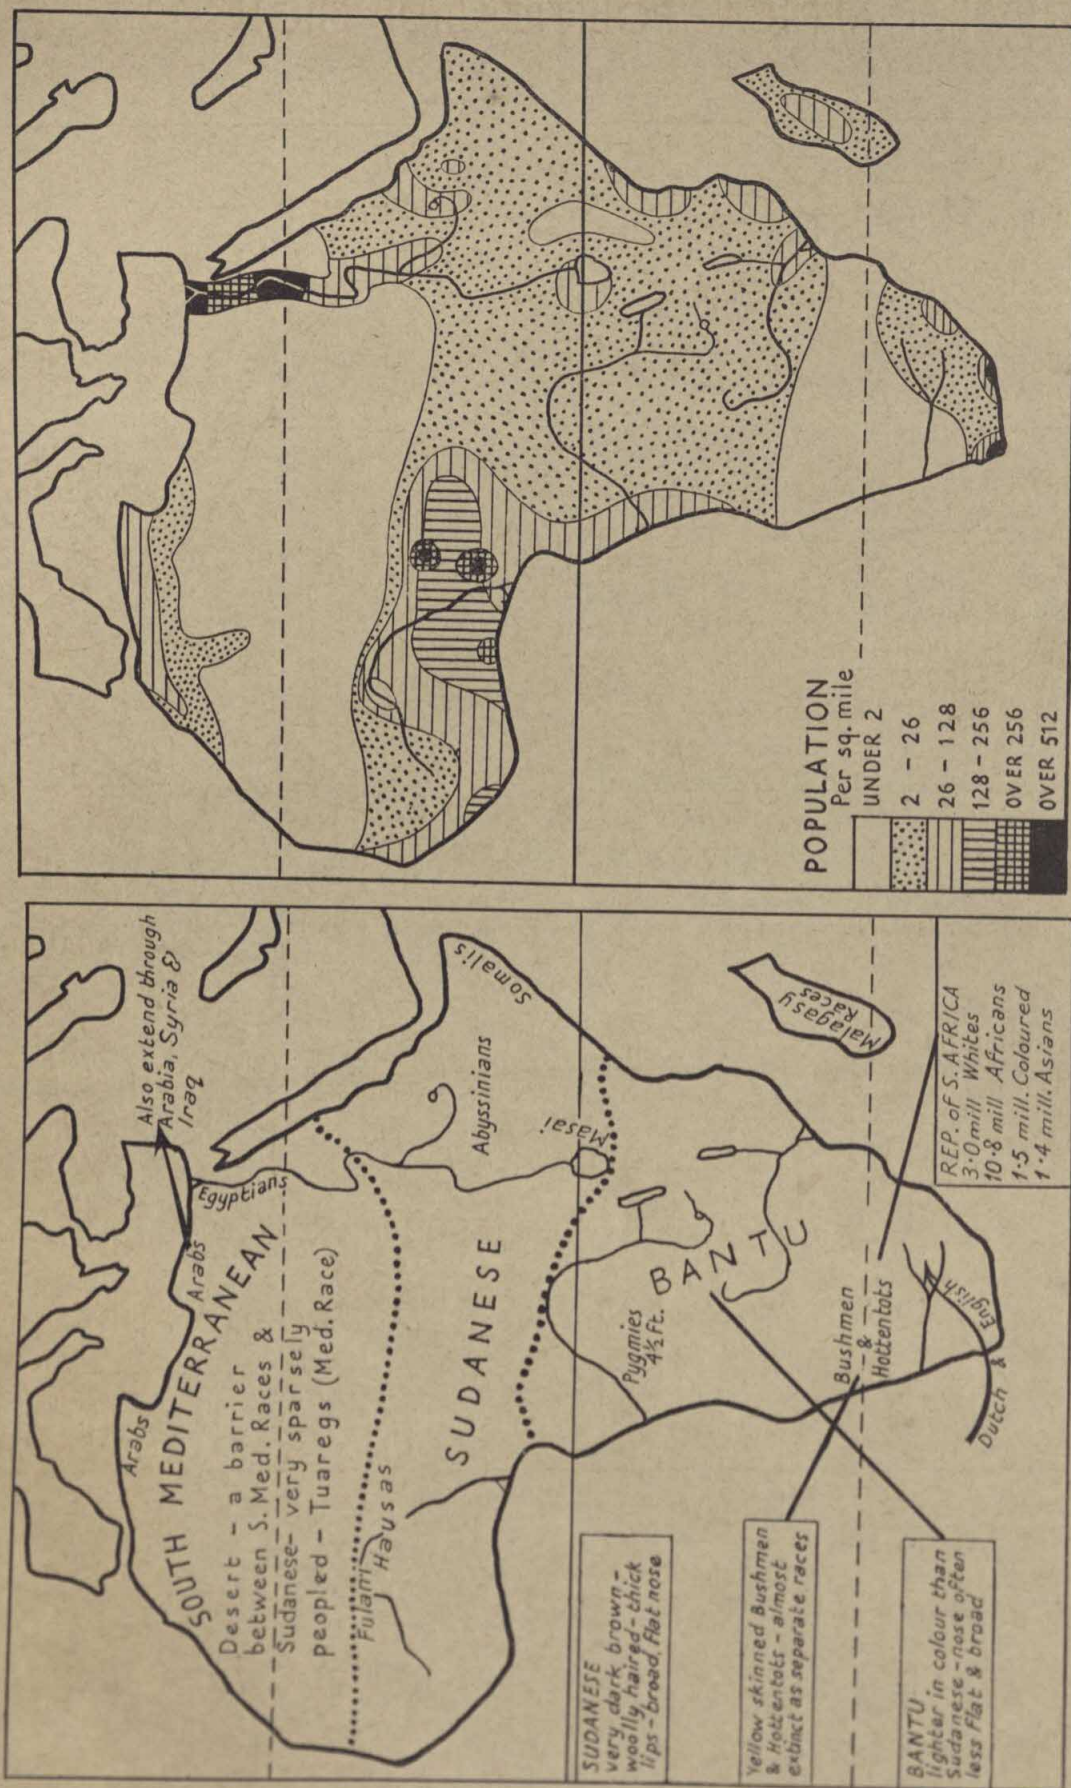 Also extend through
Arabia, Syria &
Iraq
Arabs
Arabs
Egyptians
SOUTH MEDITERRANEAN
Desert - a barrier
between S. Med. Races &
Sudanese - very sparsely
peopled - Tuaregs (Med. Race)
Fulani
Hausas
SUDANESE
Abyssinians
Somalis
Masai
Pygmies
4½ ft.
BANTU
Malagasy
Races
Bushmen
&
Hottentots
English
Dutch &
SUDANESE
very dark brown -
woolly haired - thick
lips - broad, flat nose
Yellow skinned Bushmen
& Hottentots - almost
extinct as separate races
BANTU
lighter in colour than
Sudanese - nose often
less flat & broad
REP. of S. AFRICA
3·0 mill Whites
10·8 mill Africans
1·5 mill. Coloured
1·4 mill. Asians
POPULATION
Per sq. mile
UNDER 2
2 - 26
26 - 128
128 - 256
OVER 256
OVER 512